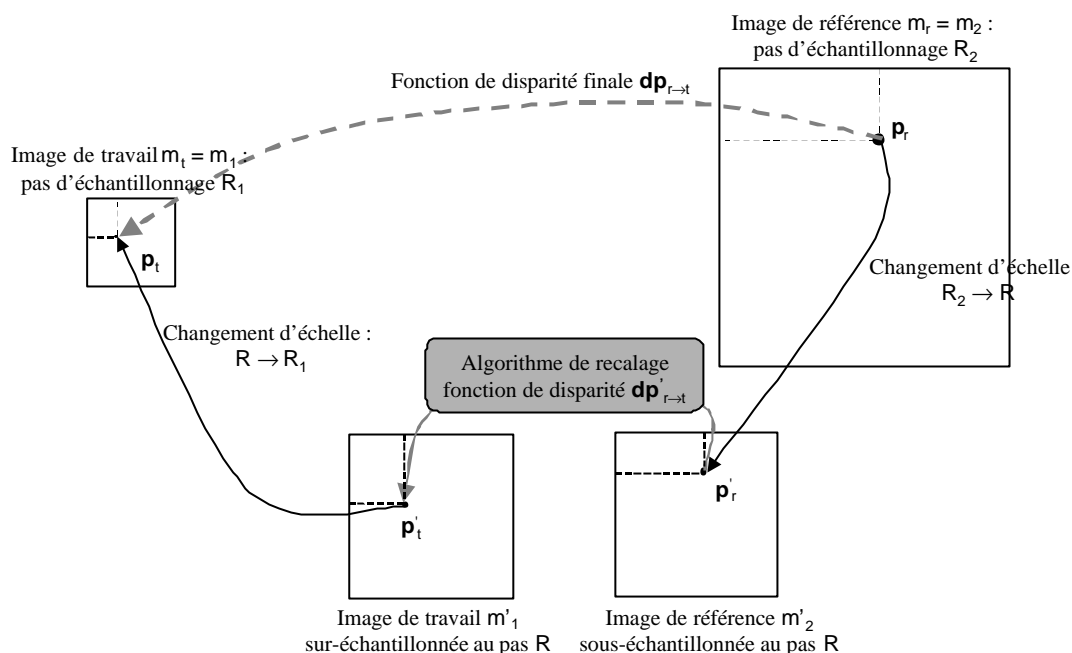 Image de référence m_r = m_2 :
pas d’échantillonnage R_2
Fonction de disparité finale dp_r→t
p_r
Image de travail m_t = m_1 :
pas d’échantillonnage R_1
p_t
Changement d’échelle
R_2 → R
Changement d’échelle :
R → R_1
Algorithme de recalage
fonction de disparité dp'_r→t
p'_t
p'_r
Image de travail m'_1
sur-échantillonnée au pas R
Image de référence m'_2
sous-échantillonnée au pas R